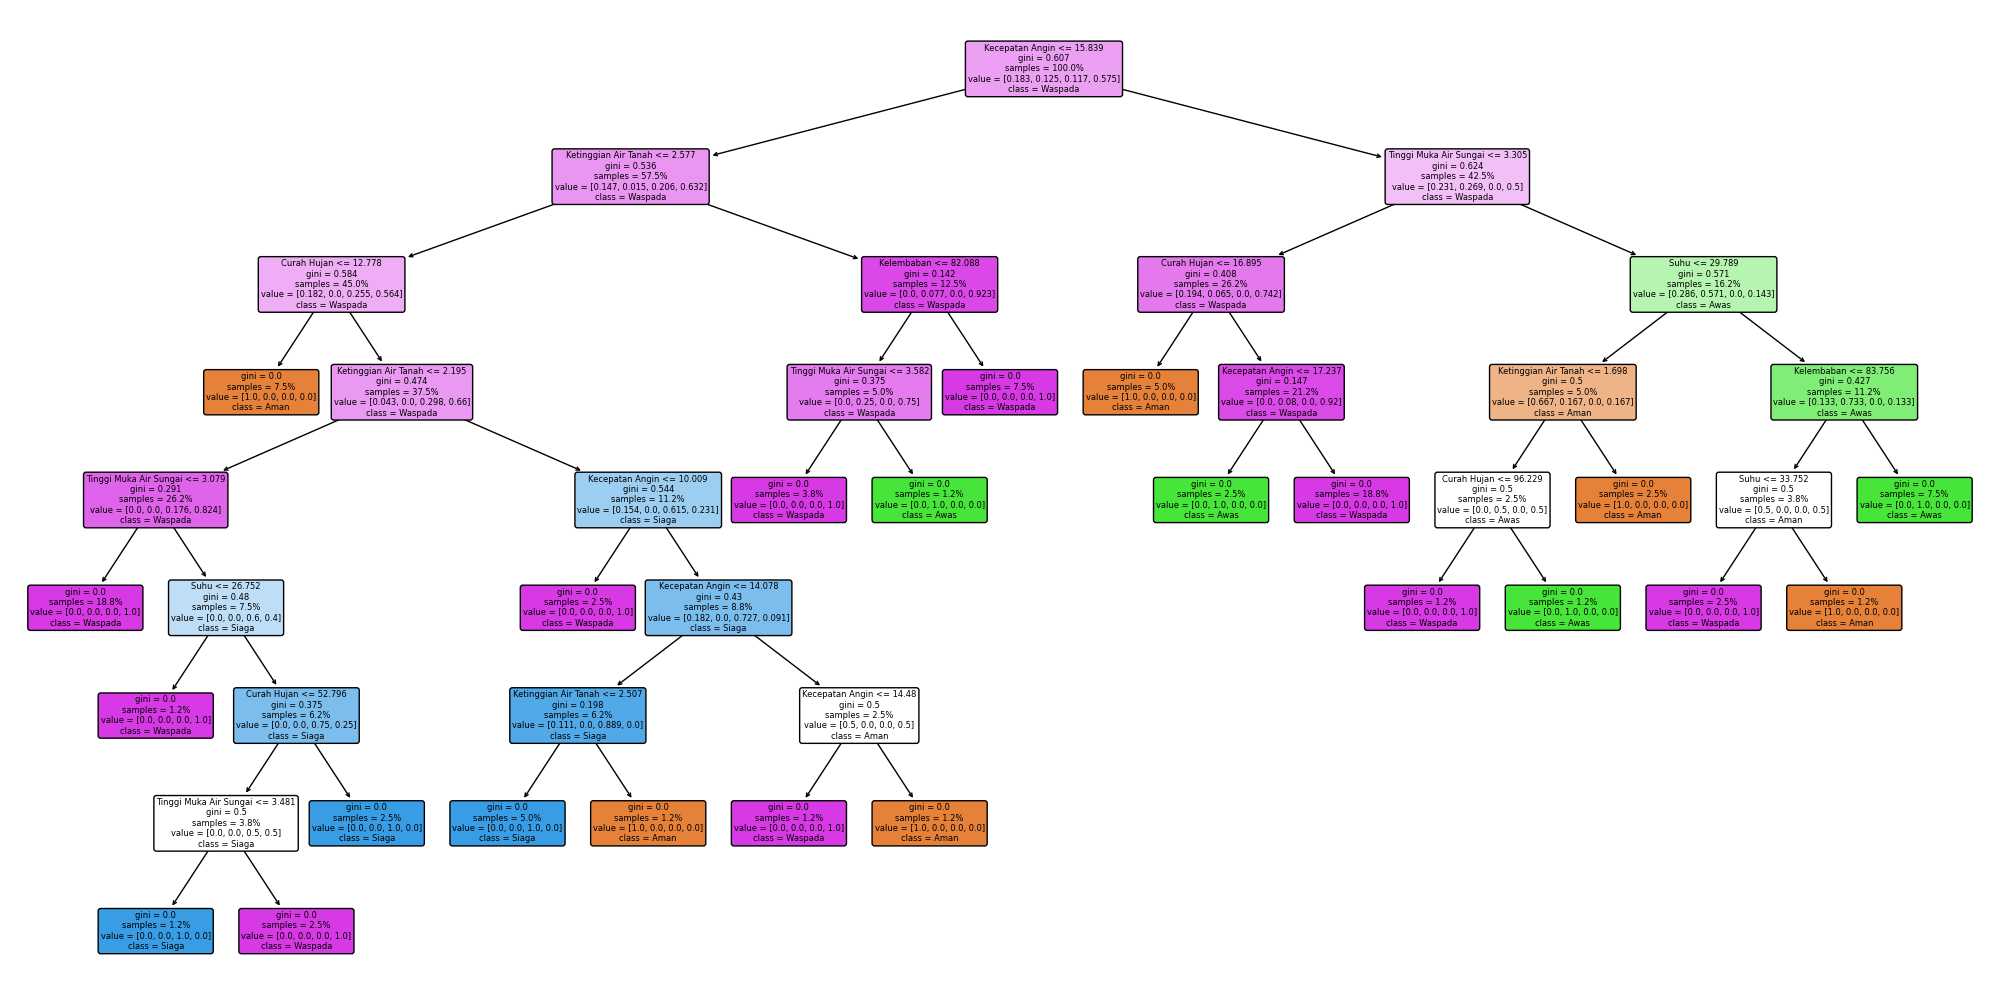 Kecepatan Angin <= 15.839
gini = 0.607
samples = 100.0%
value = [0.183, 0.125, 0.117, 0.575]
class = Waspada
Ketinggian Air Tanah <= 2.577
gini = 0.536
samples = 57.5%
value = [0.147, 0.015, 0.206, 0.632]
class = Waspada
Tinggi Muka Air Sungai <= 3.305
gini = 0.624
samples = 42.5%
value = [0.231, 0.269, 0.0, 0.5]
class = Waspada
Curah Hujan <= 12.778
gini = 0.584
samples = 45.0%
value = [0.182, 0.0, 0.255, 0.564]
class = Waspada
Kelembaban <= 82.088
gini = 0.142
samples = 12.5%
value = [0.0, 0.077, 0.0, 0.923]
class = Waspada
Curah Hujan <= 16.895
gini = 0.408
samples = 26.2%
value = [0.194, 0.065, 0.0, 0.742]
class = Waspada
Suhu <= 29.789
gini = 0.571
samples = 16.2%
value = [0.286, 0.571, 0.0, 0.143]
class = Awas
gini = 0.0
samples = 7.5%
value = [1.0, 0.0, 0.0, 0.0]
class = Aman
Ketinggian Air Tanah <= 2.195
gini = 0.474
samples = 37.5%
value = [0.043, 0.0, 0.298, 0.66]
class = Waspada
Tinggi Muka Air Sungai <= 3.582
gini = 0.375
samples = 5.0%
value = [0.0, 0.25, 0.0, 0.75]
class = Waspada
gini = 0.0
samples = 7.5%
value = [0.0, 0.0, 0.0, 1.0]
class = Waspada
gini = 0.0
samples = 5.0%
value = [1.0, 0.0, 0.0, 0.0]
class = Aman
Kecepatan Angin <= 17.237
gini = 0.147
samples = 21.2%
value = [0.0, 0.08, 0.0, 0.92]
class = Waspada
Ketinggian Air Tanah <= 1.698
gini = 0.5
samples = 5.0%
value = [0.667, 0.167, 0.0, 0.167]
class = Aman
Kelembaban <= 83.756
gini = 0.427
samples = 11.2%
value = [0.133, 0.733, 0.0, 0.133]
class = Awas
Tinggi Muka Air Sungai <= 3.079
gini = 0.291
samples = 26.2%
value = [0.0, 0.0, 0.176, 0.824]
class = Waspada
Kecepatan Angin <= 10.009
gini = 0.544
samples = 11.2%
value = [0.154, 0.0, 0.615, 0.231]
class = Siaga
gini = 0.0
samples = 3.8%
value = [0.0, 0.0, 0.0, 1.0]
class = Waspada
gini = 0.0
samples = 1.2%
value = [0.0, 1.0, 0.0, 0.0]
class = Awas
gini = 0.0
samples = 2.5%
value = [0.0, 1.0, 0.0, 0.0]
class = Awas
gini = 0.0
samples = 18.8%
value = [0.0, 0.0, 0.0, 1.0]
class = Waspada
Curah Hujan <= 96.229
gini = 0.5
samples = 2.5%
value = [0.0, 0.5, 0.0, 0.5]
class = Awas
gini = 0.0
samples = 2.5%
value = [1.0, 0.0, 0.0, 0.0]
class = Aman
Suhu <= 33.752
gini = 0.5
samples = 3.8%
value = [0.5, 0.0, 0.0, 0.5]
class = Aman
gini = 0.0
samples = 7.5%
value = [0.0, 1.0, 0.0, 0.0]
class = Awas
gini = 0.0
samples = 18.8%
value = [0.0, 0.0, 0.0, 1.0]
class = Waspada
Suhu <= 26.752
gini = 0.48
samples = 7.5%
value = [0.0, 0.0, 0.6, 0.4]
class = Siaga
gini = 0.0
samples = 2.5%
value = [0.0, 0.0, 0.0, 1.0]
class = Waspada
Kecepatan Angin <= 14.078
gini = 0.43
samples = 8.8%
value = [0.182, 0.0, 0.727, 0.091]
class = Siaga
gini = 0.0
samples = 1.2%
value = [0.0, 0.0, 0.0, 1.0]
class = Waspada
gini = 0.0
samples = 1.2%
value = [0.0, 1.0, 0.0, 0.0]
class = Awas
gini = 0.0
samples = 2.5%
value = [0.0, 0.0, 0.0, 1.0]
class = Waspada
gini = 0.0
samples = 1.2%
value = [1.0, 0.0, 0.0, 0.0]
class = Aman
gini = 0.0
samples = 1.2%
value = [0.0, 0.0, 0.0, 1.0]
class = Waspada
Curah Hujan <= 52.796
gini = 0.375
samples = 6.2%
value = [0.0, 0.0, 0.75, 0.25]
class = Siaga
Ketinggian Air Tanah <= 2.507
gini = 0.198
samples = 6.2%
value = [0.111, 0.0, 0.889, 0.0]
class = Siaga
Kecepatan Angin <= 14.48
gini = 0.5
samples = 2.5%
value = [0.5, 0.0, 0.0, 0.5]
class = Aman
Tinggi Muka Air Sungai <= 3.481
gini = 0.5
samples = 3.8%
value = [0.0, 0.0, 0.5, 0.5]
class = Siaga
gini = 0.0
samples = 2.5%
value = [0.0, 0.0, 1.0, 0.0]
class = Siaga
gini = 0.0
samples = 5.0%
value = [0.0, 0.0, 1.0, 0.0]
class = Siaga
gini = 0.0
samples = 1.2%
value = [1.0, 0.0, 0.0, 0.0]
class = Aman
gini = 0.0
samples = 1.2%
value = [0.0, 0.0, 0.0, 1.0]
class = Waspada
gini = 0.0
samples = 1.2%
value = [1.0, 0.0, 0.0, 0.0]
class = Aman
gini = 0.0
samples = 1.2%
value = [0.0, 0.0, 1.0, 0.0]
class = Siaga
gini = 0.0
samples = 2.5%
value = [0.0, 0.0, 0.0, 1.0]
class = Waspada